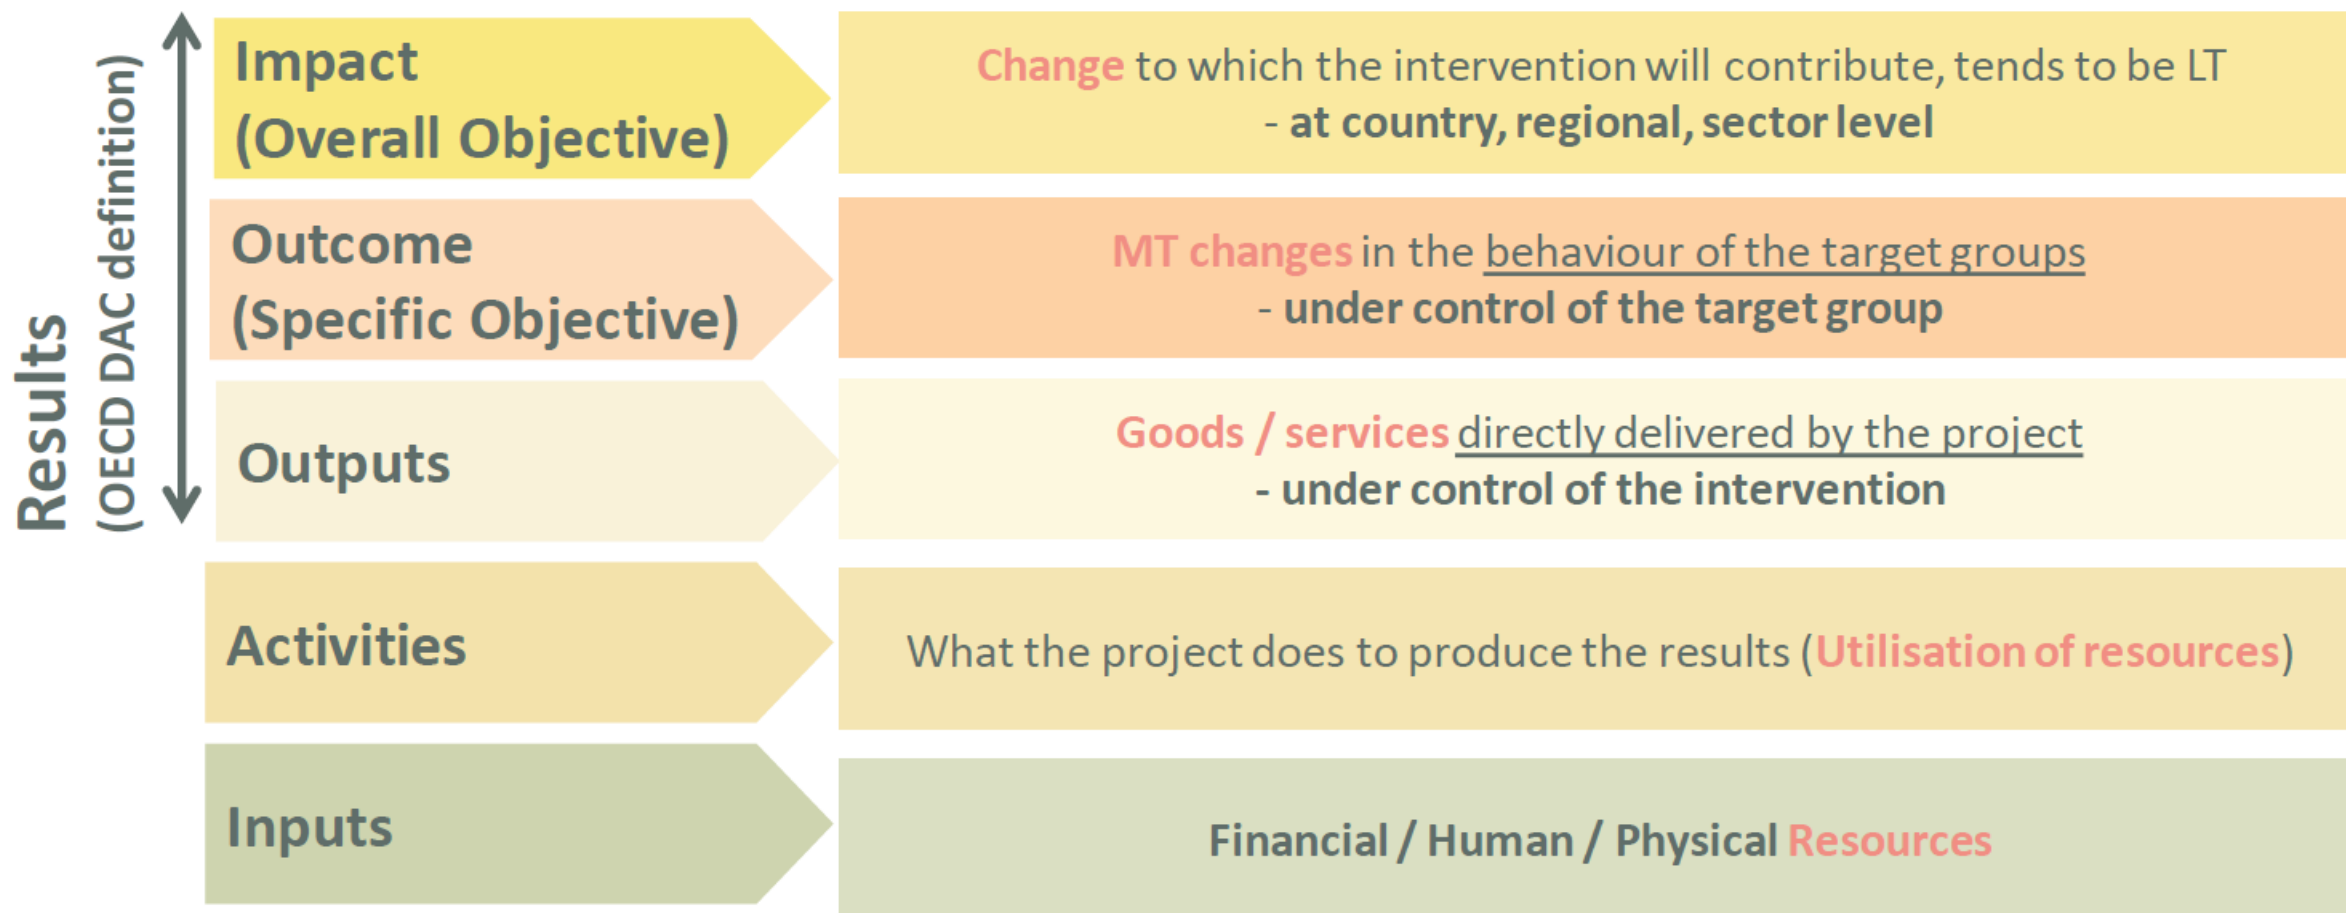 Results
(OECD DAC definition)
Impact
(Overall Objective)
Change to which the intervention will contribute, tends to be LT
- at country, regional, sector level
Outcome
(Specific Objective)
MT changes in the behaviour of the target groups
- under control of the target group
Outputs
Goods / services directly delivered by the project
- under control of the intervention
Activities
What the project does to produce the results (Utilisation of resources)
Inputs
Financial / Human / Physical Resources